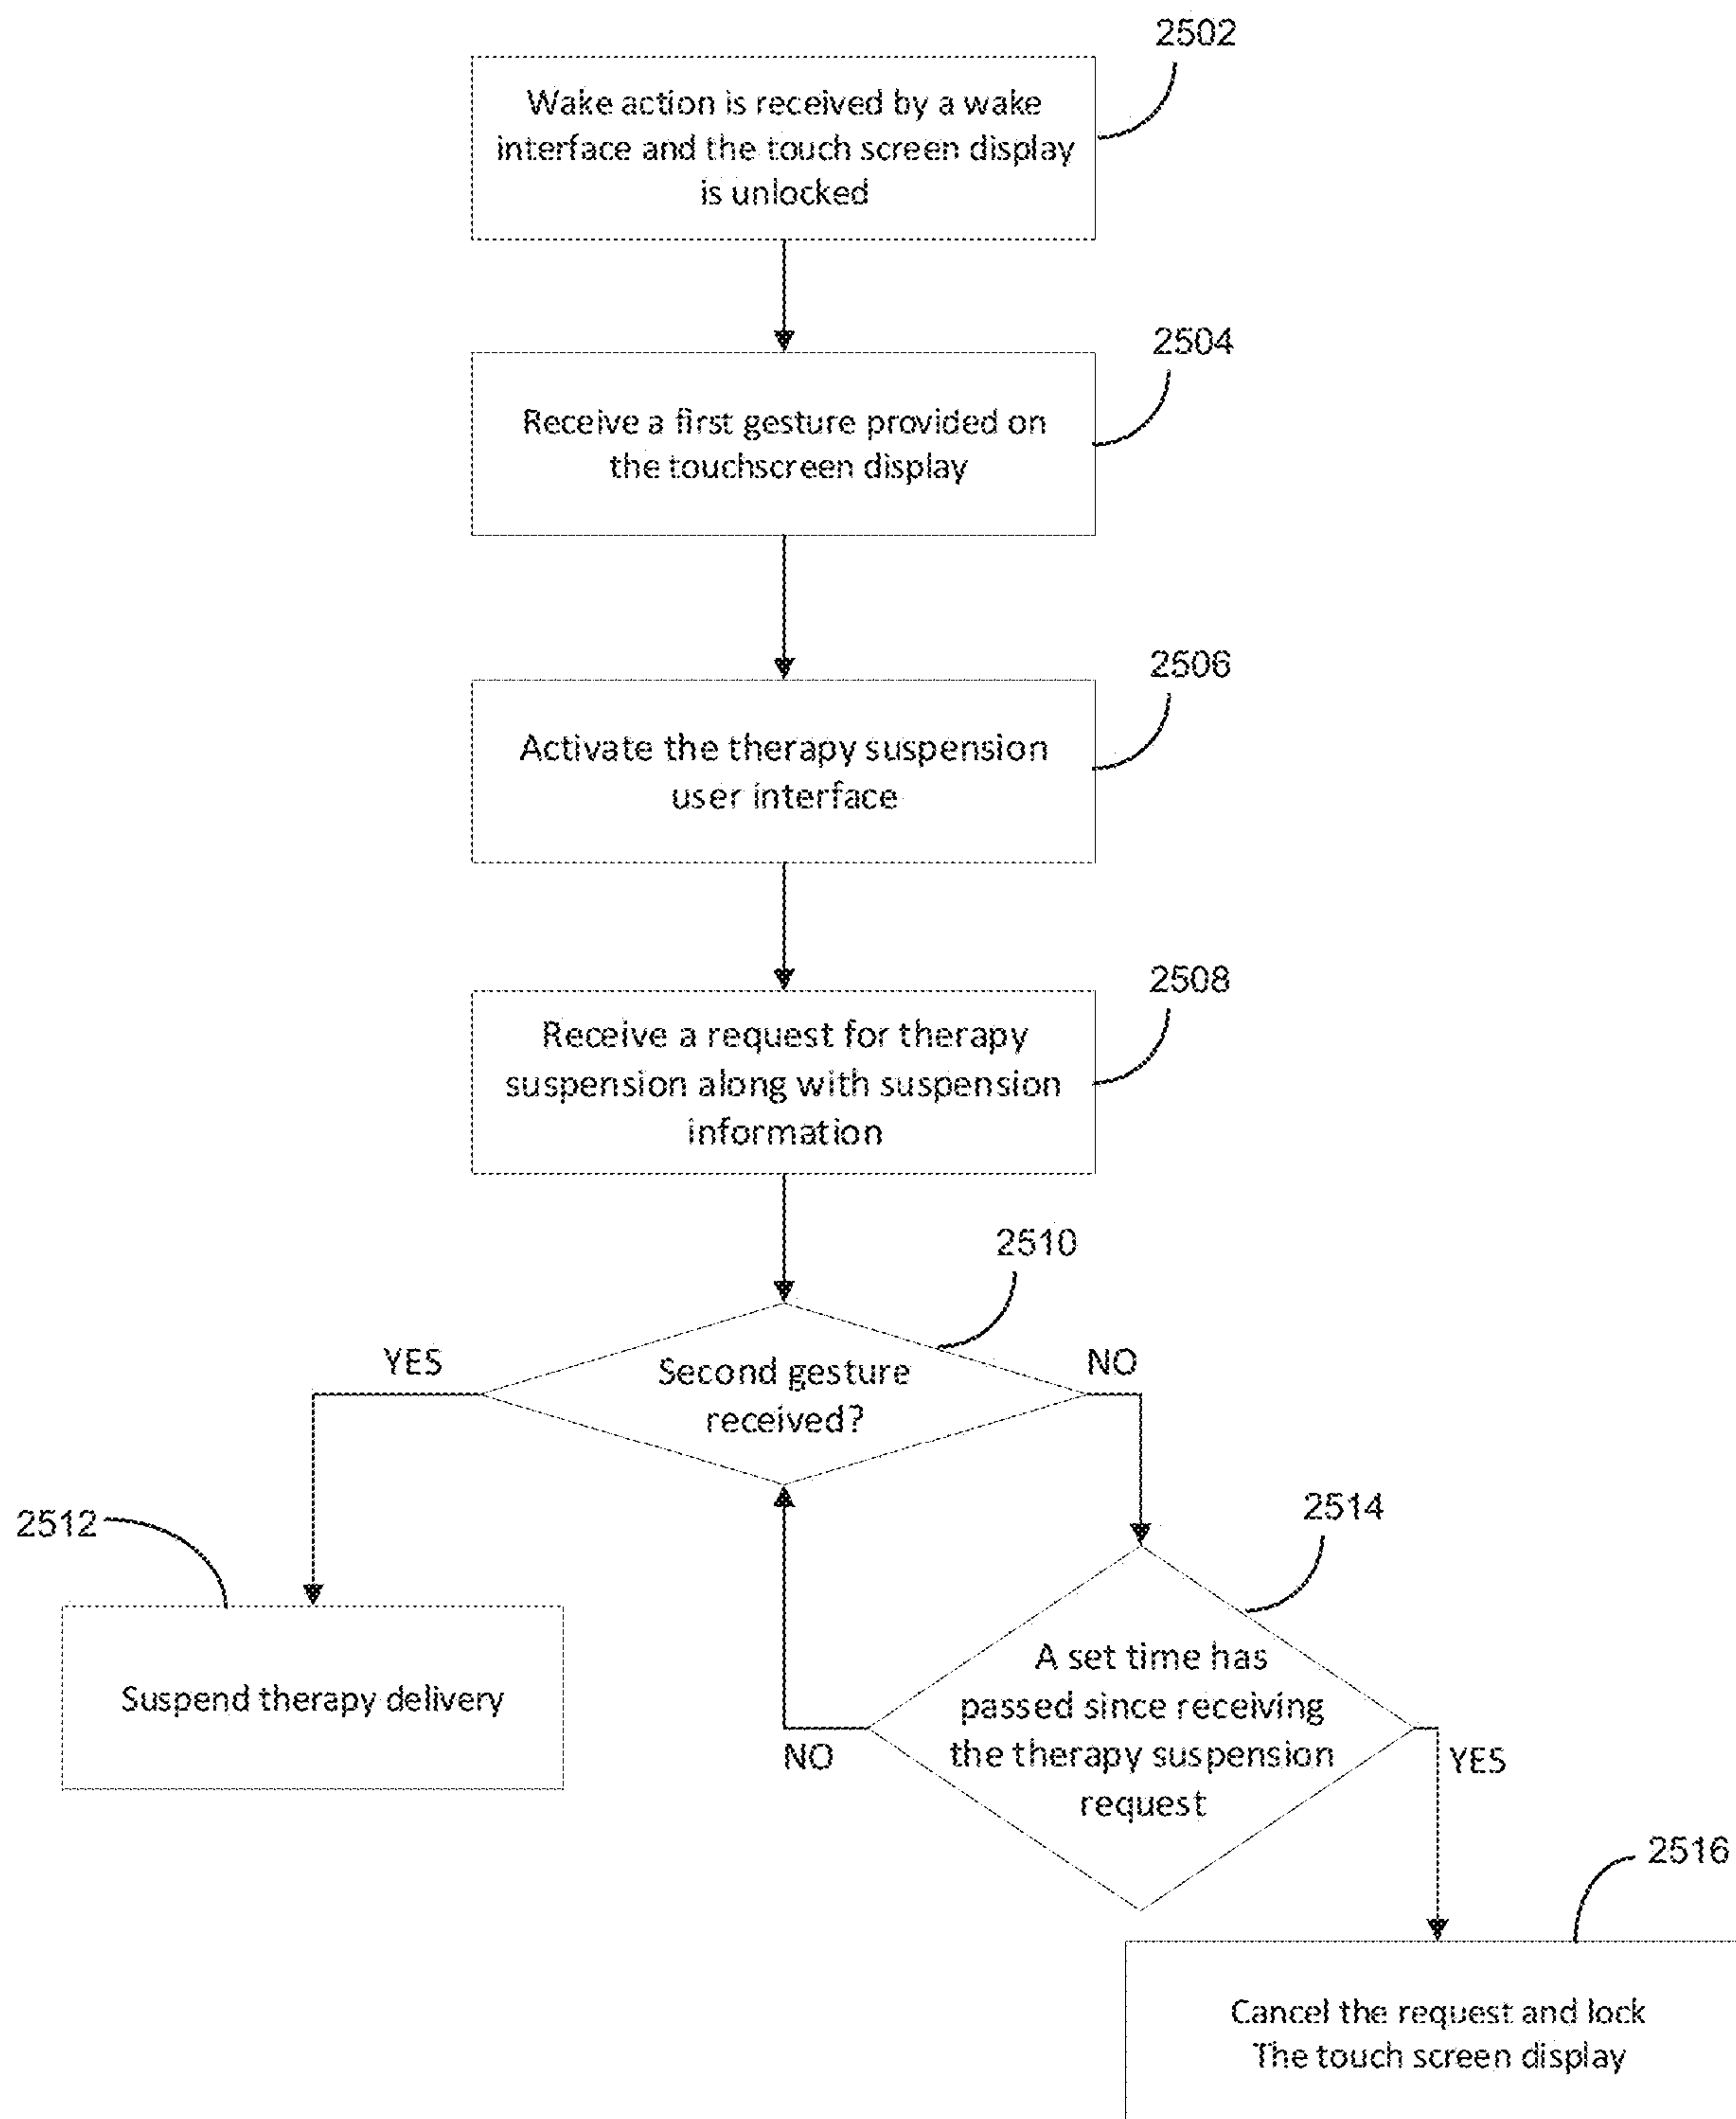 2502
Wake action is received by a wake
interface and the touch screen display
is unlocked
2504
Receive a first gesture provided on
the touchscreen display
2506
Activate the therapy suspension
user interface
2508
Receive a request for therapy
suspension along with suspension
information
2510
YES
Second gesture
received?
NO
2512
Suspend therapy delivery
2514
A set time has
passed since receiving
the therapy suspension
request
NO
YES
2516
Cancel the request and lock
The touch screen display